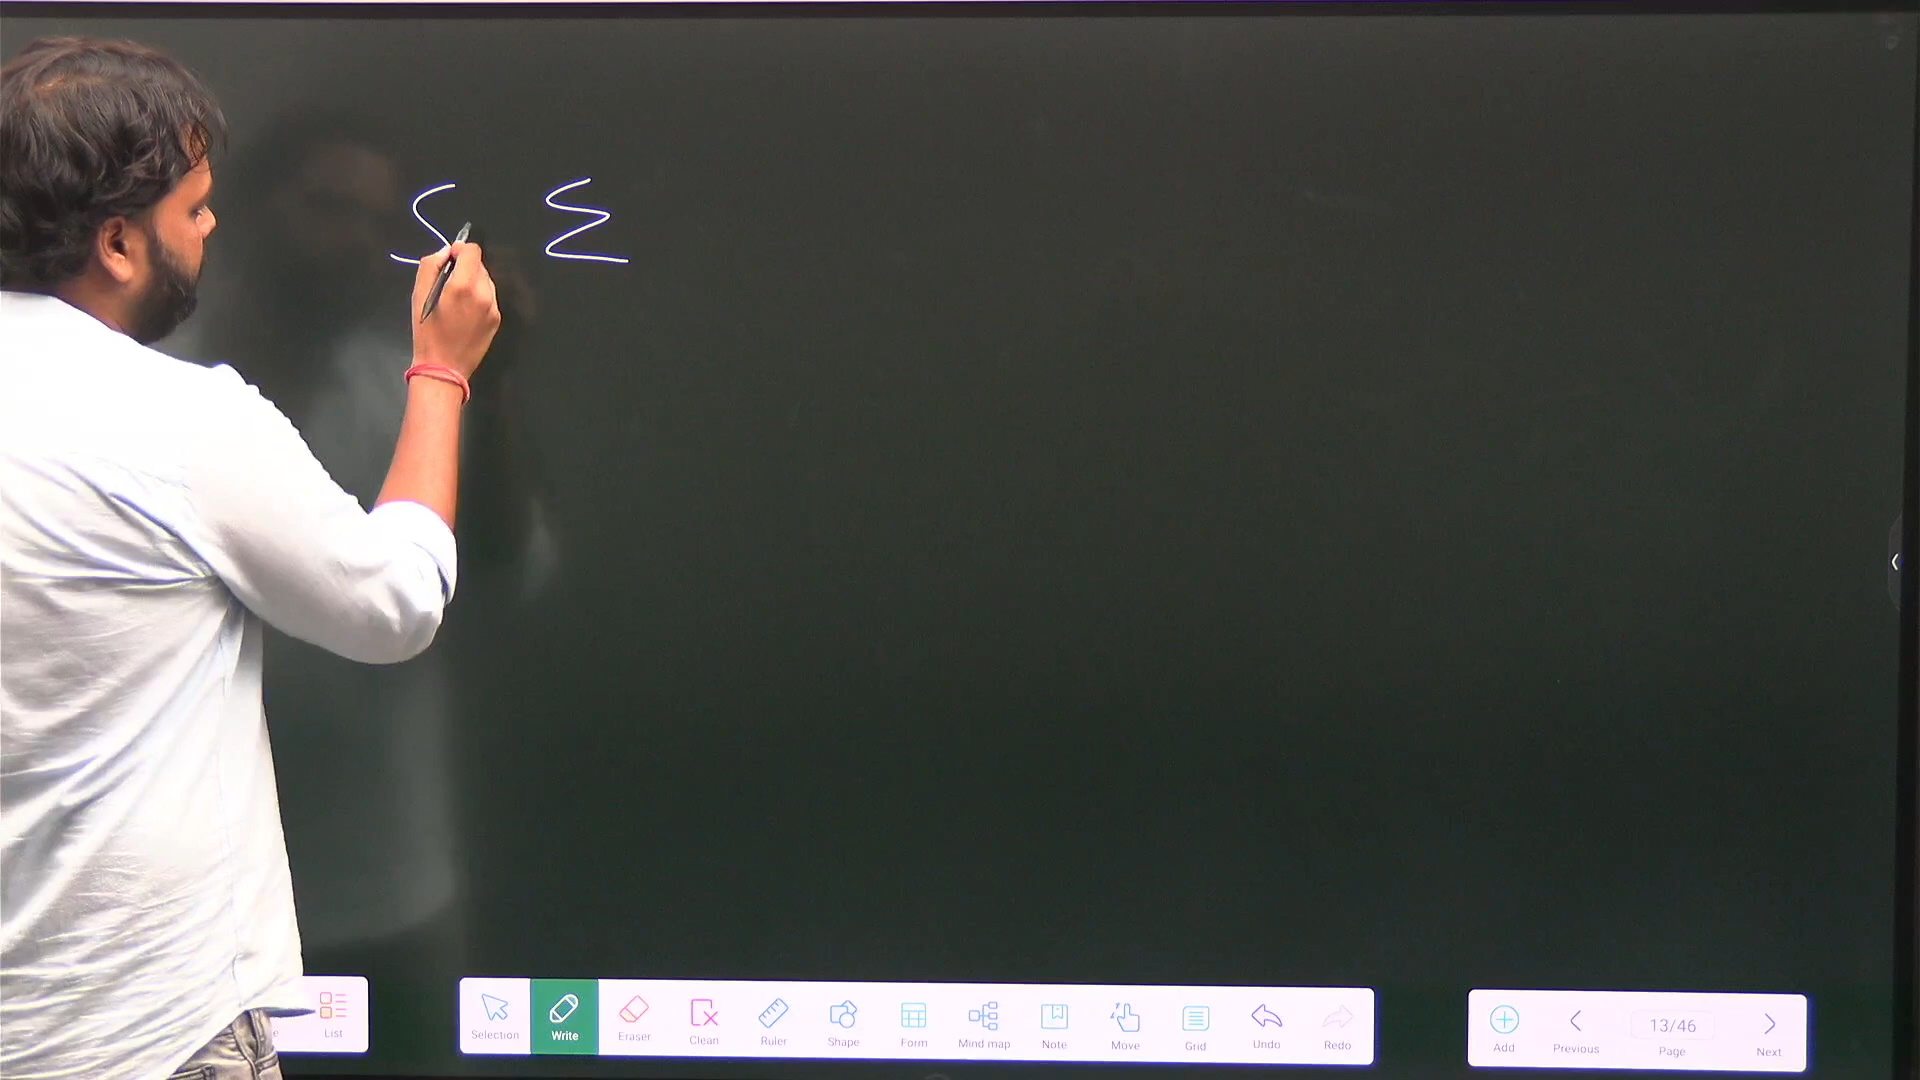 S Σ
List
Selection Write Eraser Clean Ruler Shape Form Mind map Note Move Grid Undo Redo
Add Previous 13/46 Page Next